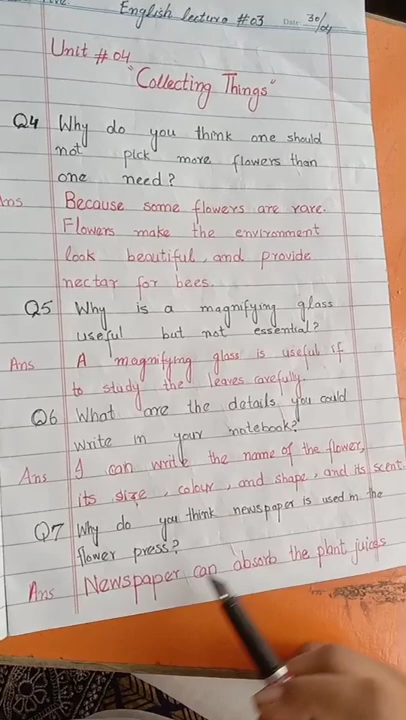 English lecture #03 Date: 30/04
Unit # 04
"Collecting Things"
Q4 Why do you think one should
not pick more flowers than
one need?
Ans Because some flowers are rare.
Flowers make the environment
look beautiful, and provide
nectar for bees.
Q5 Why is a magnifying glass
useful but not essential?
Ans A magnifying glass is useful if
to study the leaves carefully.
Q6 What are the details you could
write in your notebook?
Ans I can write the name of the flower,
its size, colour, and shape, and its scent.
Q7 Why do you think newspaper is used in the
flower press?
Ans Newspaper can absorb the plant juices